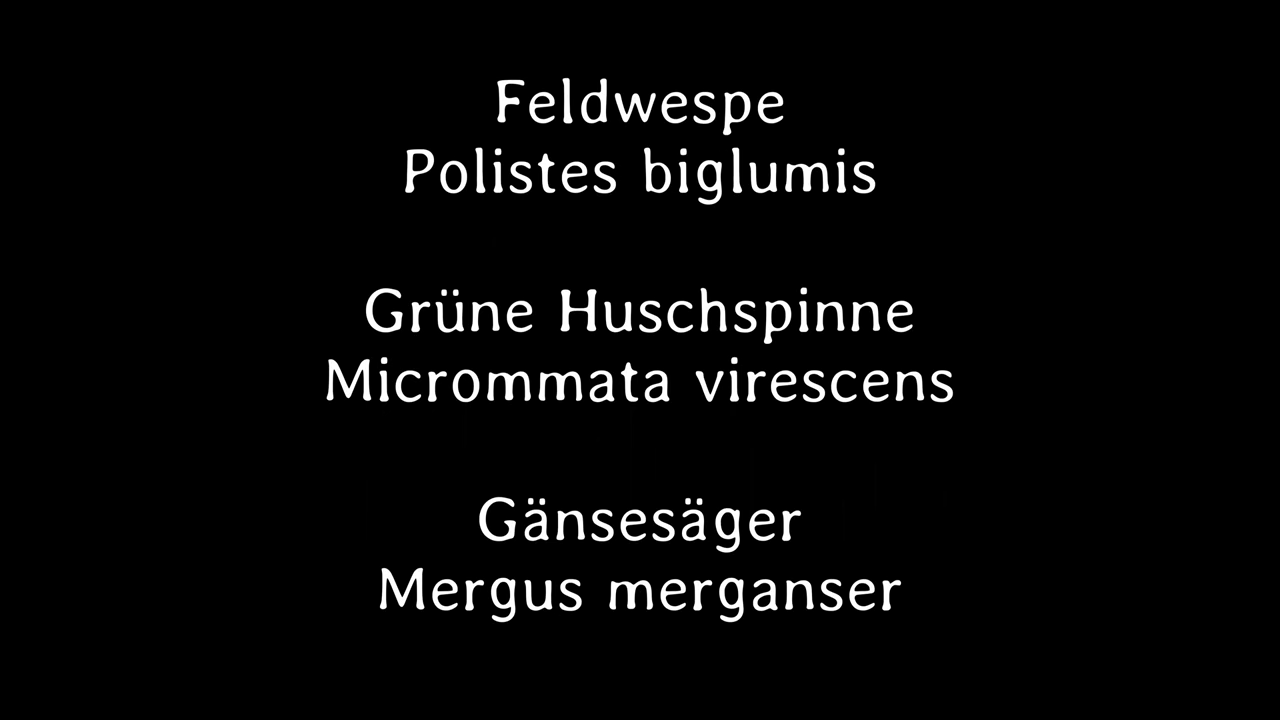 Feldwespe
Polistes biglumis
Grüne Huschspinne
Micrommata virescens
Gänsesäger
Mergus merganser